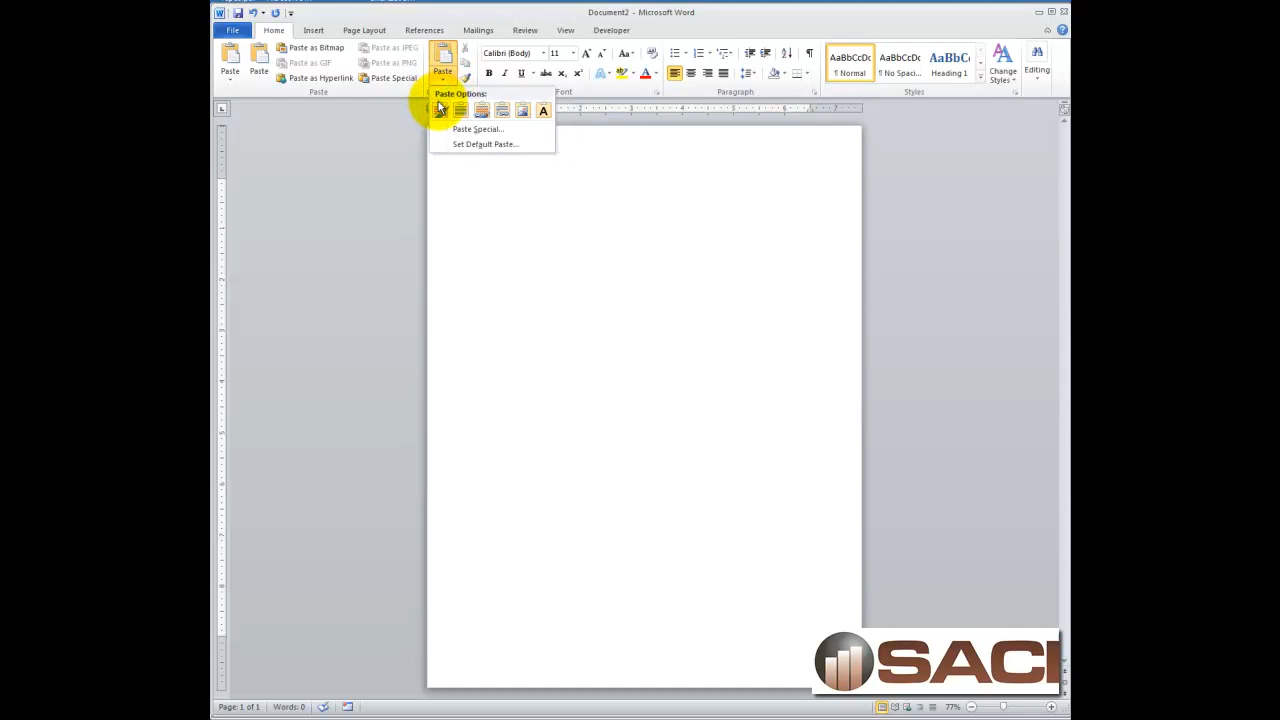 Document2 - Microsoft Word
File Home Insert Page Layout References Mailings Review View Developer
Paste Paste Paste as Bitmap Paste as JPEG Paste
Paste as GIF Paste as PNG
Paste as Hyperlink Paste Special
Calibri (Body) 11
AaBbCcDc AaBbCcDc AaBbCc
¶ Normal ¶ No Spaci... Heading 1
Change Styles
Editing
Paste Font Paragraph Styles
Paste Options:
Paste Special...
Set Default Paste...
SACK
Page: 1 of 1 Words: 0 77%